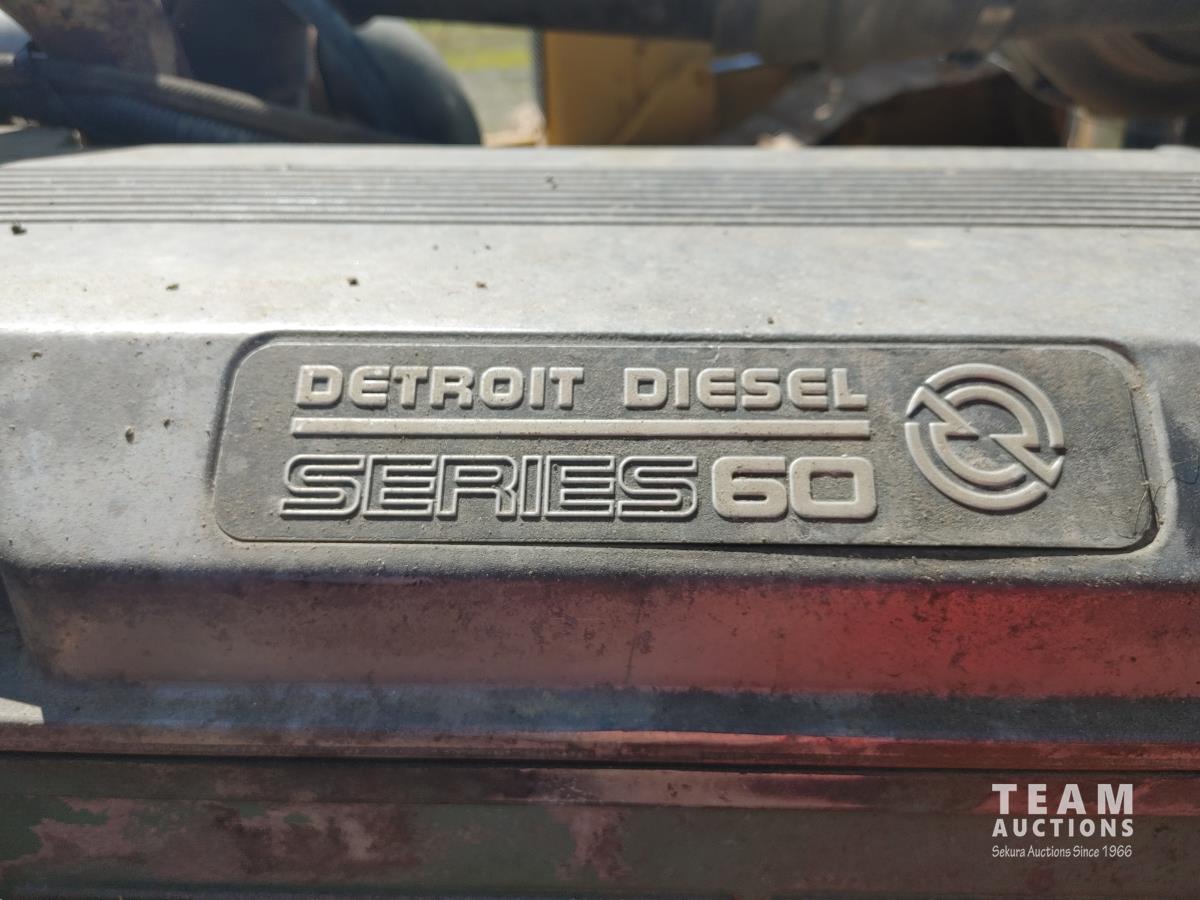 DETROIT DIESEL
SERIES 60
TEAM
AUCTIONS
Sekura Auctions Since 1966